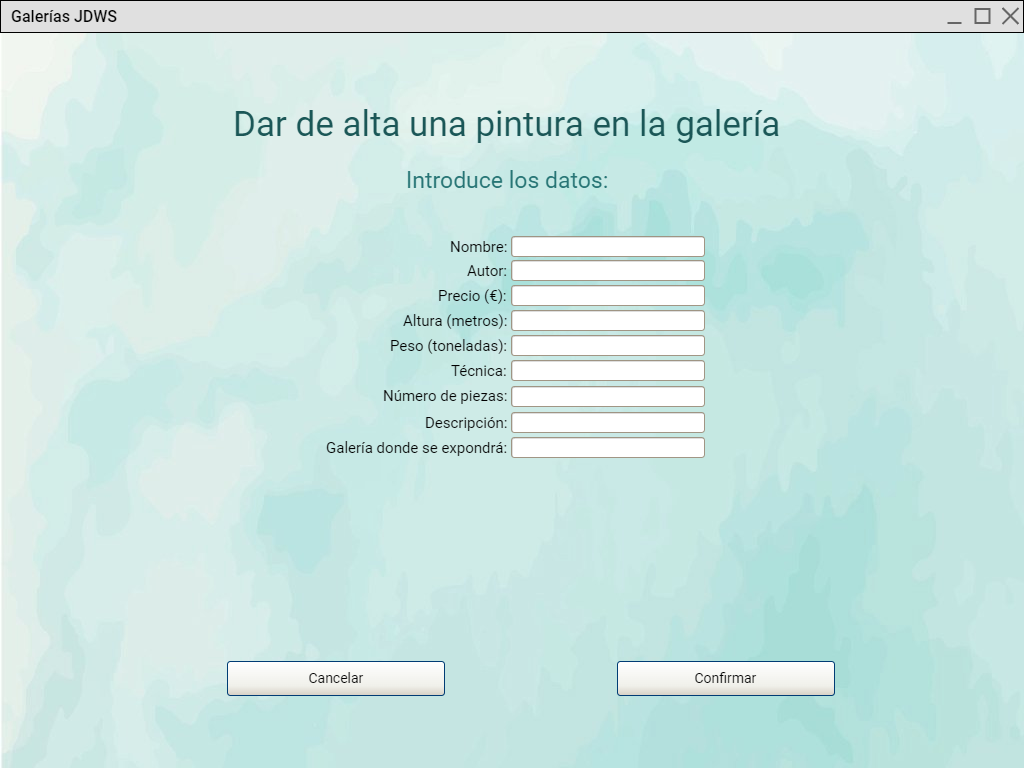 Galerías JDWS
Dar de alta una pintura en la galería
Introduce los datos:
Nombre:
Autor:
Precio (€):
Altura (metros):
Peso (toneladas):
Técnica:
Número de piezas:
Descripción:
Galería donde se expondrá:
Cancelar
Confirmar